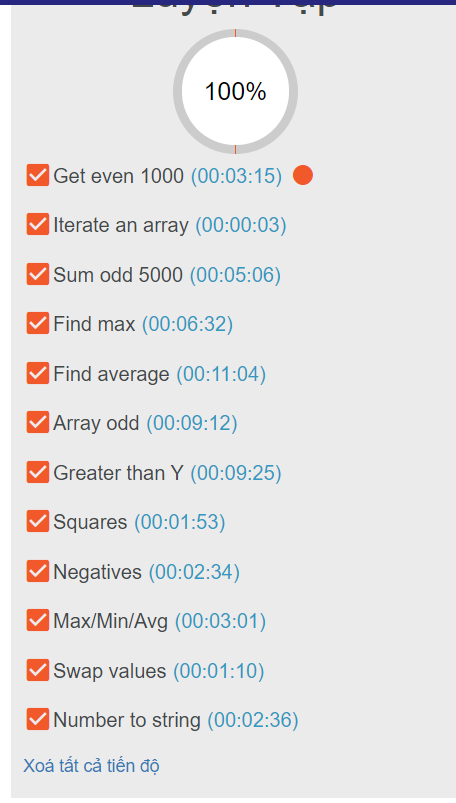 Luyện Tập
100%
Get even 1000 (00:03:15)
Iterate an array (00:00:03)
Sum odd 5000 (00:05:06)
Find max (00:06:32)
Find average (00:11:04)
Array odd (00:09:12)
Greater than Y (00:09:25)
Squares (00:01:53)
Negatives (00:02:34)
Max/Min/Avg (00:03:01)
Swap values (00:01:10)
Number to string (00:02:36)
Xoá tất cả tiến độ